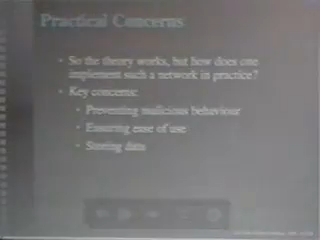 Practical Concerns
So the theory works, but how does one
implement such a network in practice?
Key concerns:
Preventing malicious behaviour
Ensuring ease of use
Storing data